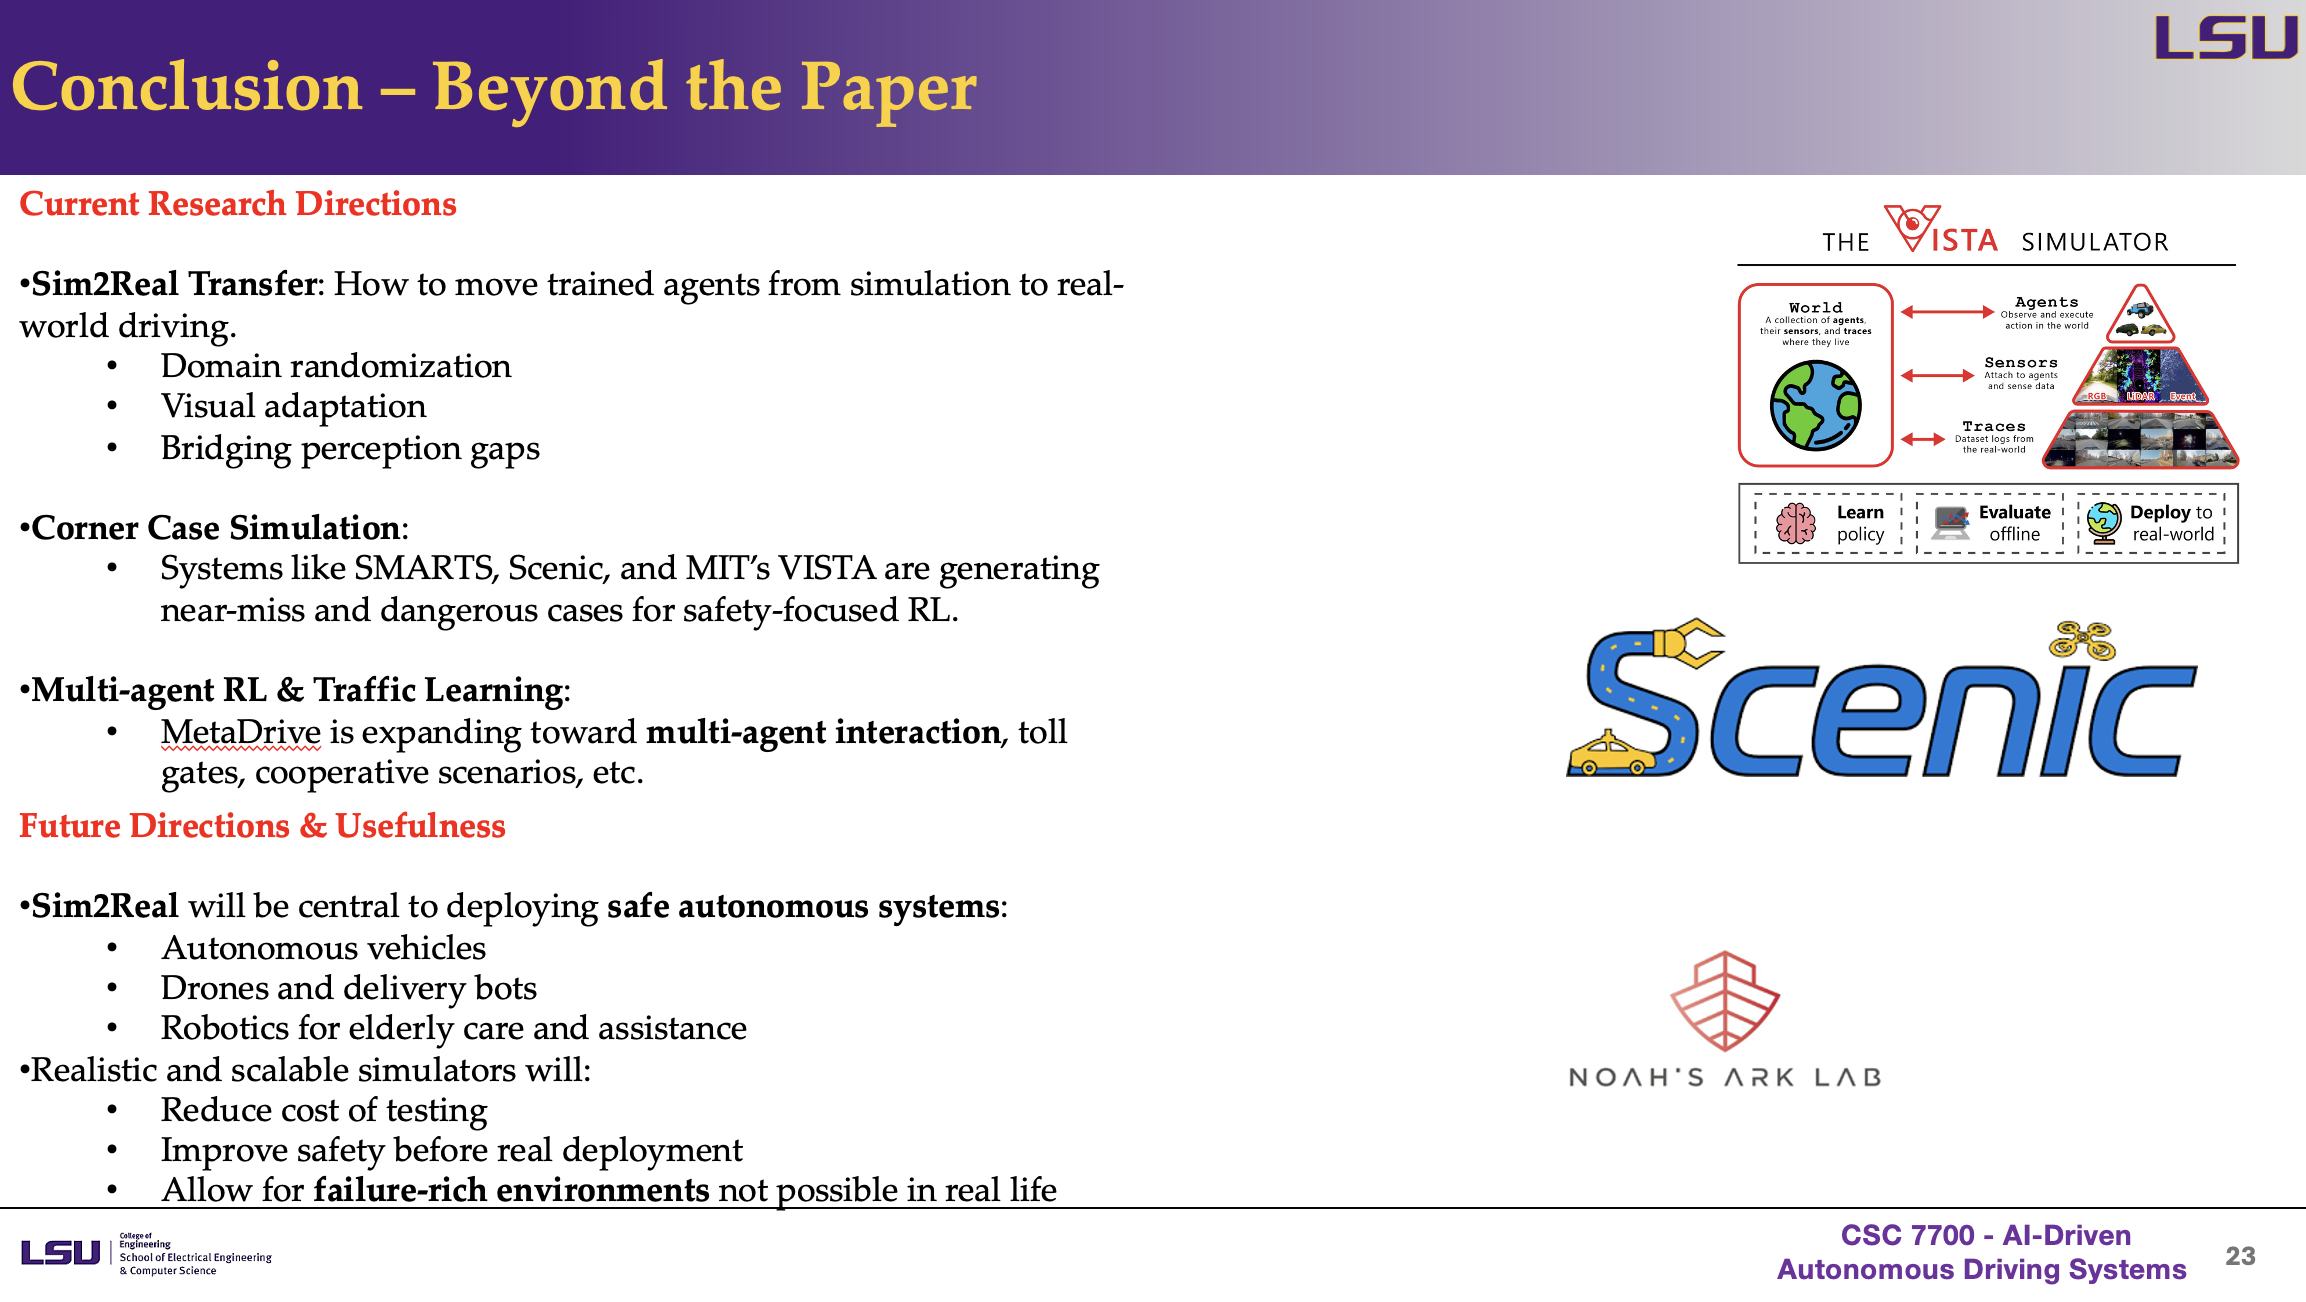 Conclusion – Beyond the Paper
LSU
Current Research Directions
•Sim2Real Transfer: How to move trained agents from simulation to real-
world driving.
• Domain randomization
• Visual adaptation
• Bridging perception gaps
•Corner Case Simulation:
• Systems like SMARTS, Scenic, and MIT’s VISTA are generating
near-miss and dangerous cases for safety-focused RL.
•Multi-agent RL & Traffic Learning:
• MetaDrive is expanding toward multi-agent interaction, toll
gates, cooperative scenarios, etc.
Future Directions & Usefulness
•Sim2Real will be central to deploying safe autonomous systems:
• Autonomous vehicles
• Drones and delivery bots
• Robotics for elderly care and assistance
•Realistic and scalable simulators will:
• Reduce cost of testing
• Improve safety before real deployment
• Allow for failure-rich environments not possible in real life
THE VISTA SIMULATOR
World
A collection of agents,
their sensors, and traces
where they live
Agents
Observe and execute
action in the world
Sensors
Attach to agents
and sense data
RGB LiDAR Event
Traces
Dataset logs from
the real-world
Learn
policy
Evaluate
offline
Deploy to
real-world
Scenic
NOAH'S ARK LAB
LSU
College of
Engineering
School of Electrical Engineering
& Computer Science
CSC 7700 - AI-Driven
Autonomous Driving Systems
23